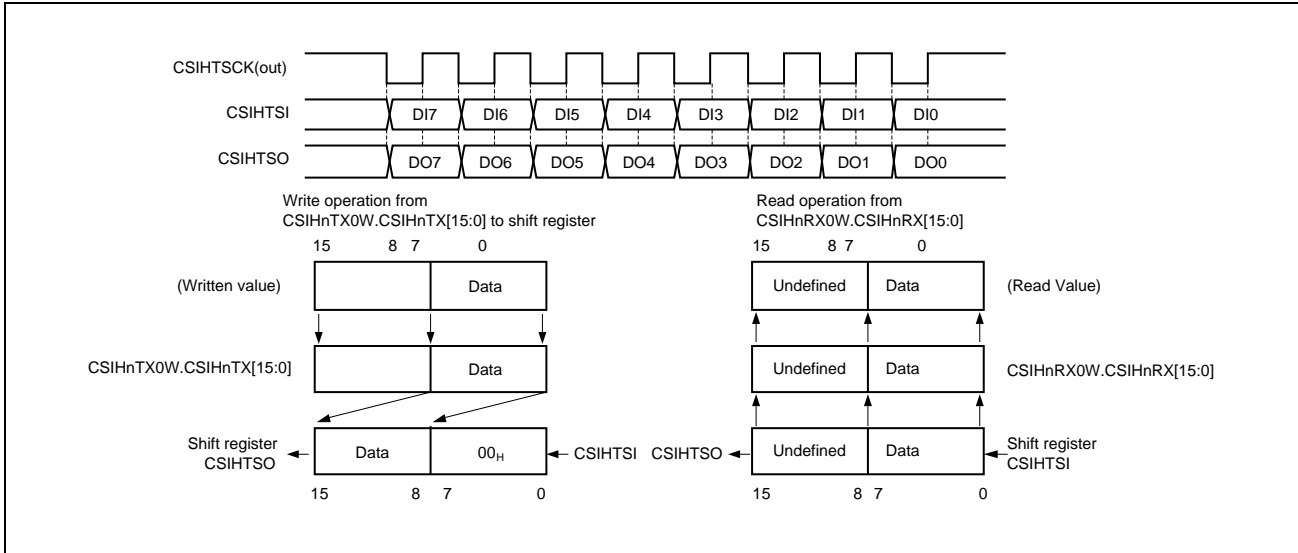 CSIHTSCK(out)
CSIHTSI DI7 DI6 DI5 DI4 DI3 DI2 DI1 DI0
CSIHTSO DO7 DO6 DO5 DO4 DO3 DO2 DO1 DO0
Write operation from
CSIHnTX0W.CSIHnTX[15:0] to shift register
15 8 7 0
(Written value) Data
CSIHnTX0W.CSIHnTX[15:0] Data
Shift register
CSIHTSO Data 00H CSIHTSI
15 8 7 0
Read operation from
CSIHnRX0W.CSIHnRX[15:0]
15 8 7 0
Undefined Data (Read Value)
Undefined Data CSIHnRX0W.CSIHnRX[15:0]
CSIHTSO Undefined Data Shift register
CSIHTSI
15 8 7 0